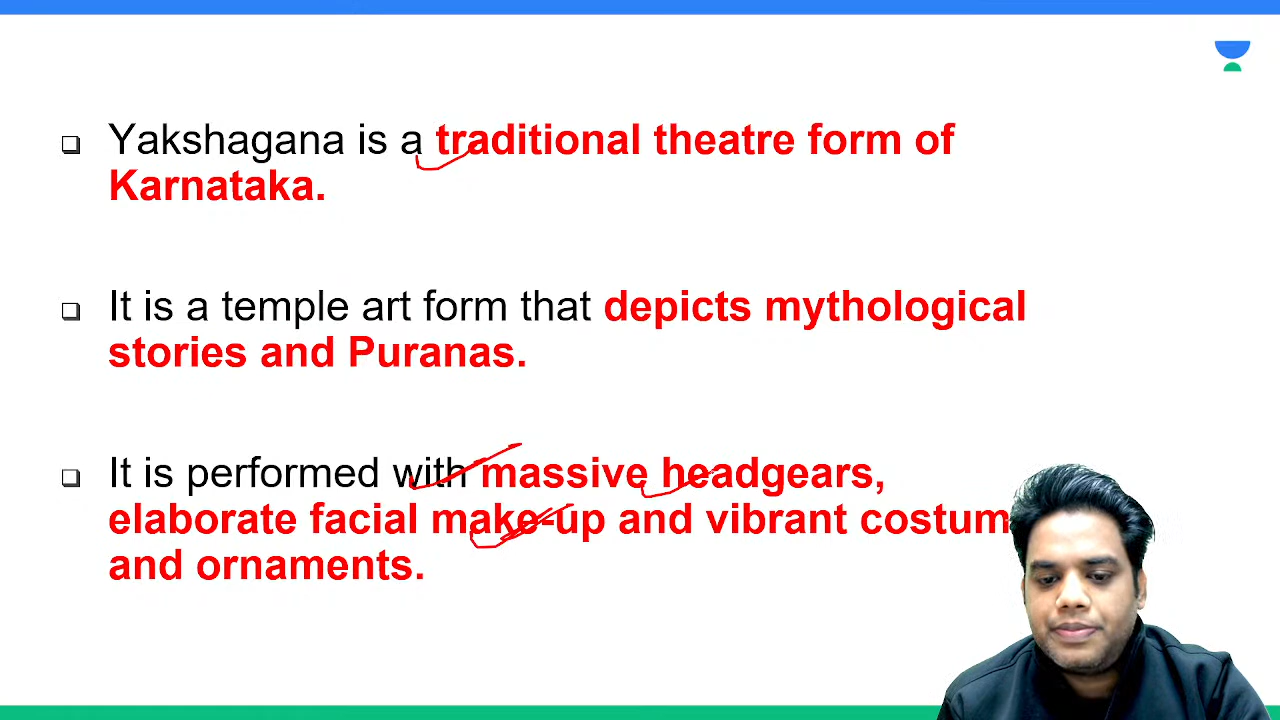 Yakshagana is a traditional theatre form of
Karnataka.
It is a temple art form that depicts mythological
stories and Puranas.
It is performed with massive headgears,
elaborate facial make-up and vibrant
and ornaments.